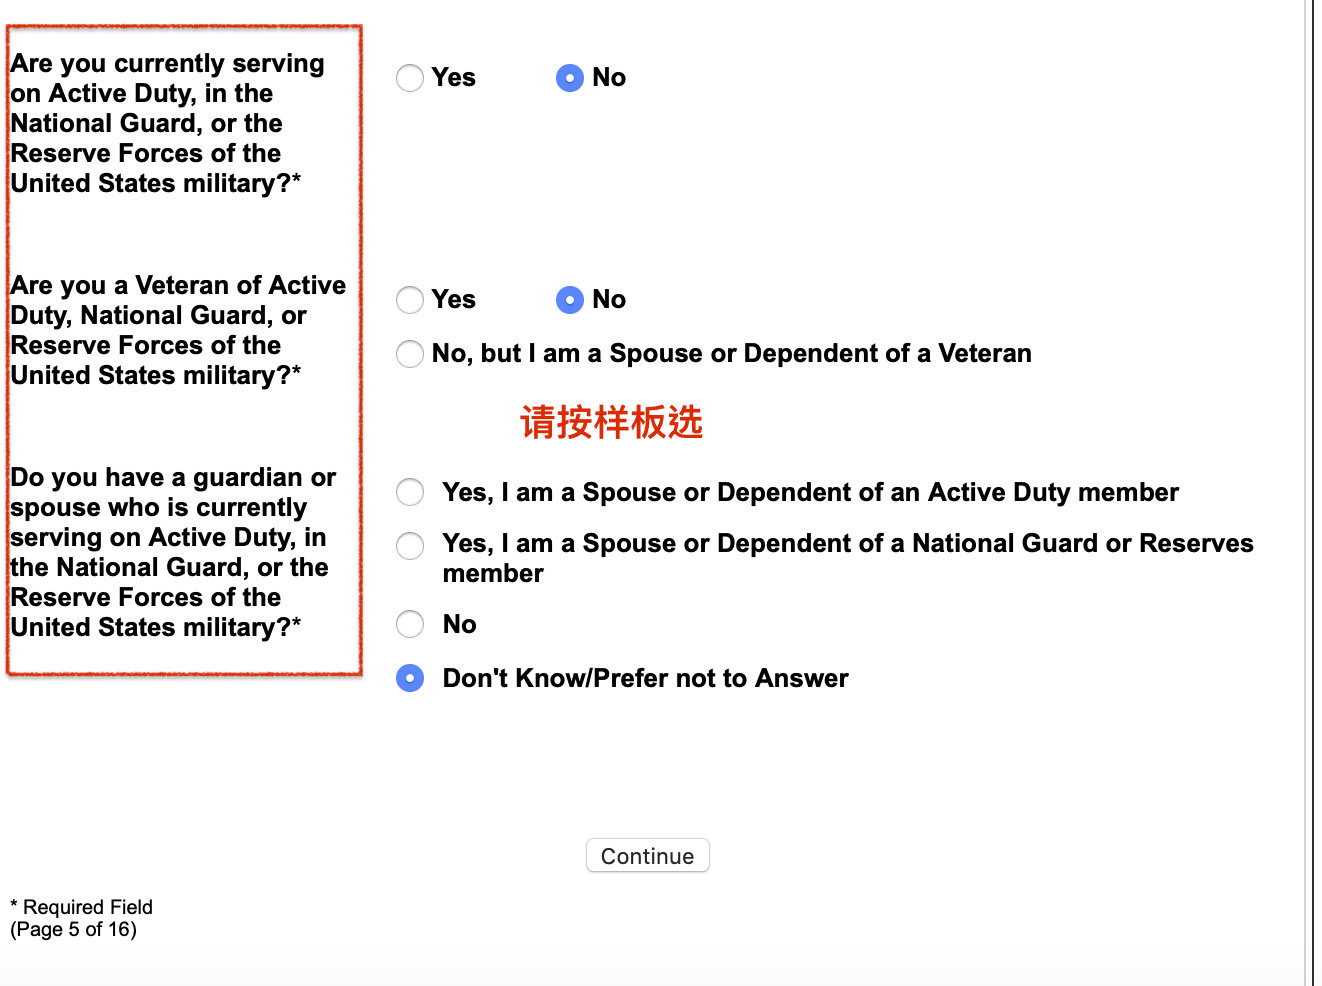 Are you currently serving
on Active Duty, in the
National Guard, or the
Reserve Forces of the
United States military?*
Yes
No
Are you a Veteran of Active
Duty, National Guard, or
Reserve Forces of the
United States military?*
Yes
No
No, but I am a Spouse or Dependent of a Veteran
请按样板选
Do you have a guardian or
spouse who is currently
serving on Active Duty, in
the National Guard, or the
Reserve Forces of the
United States military?*
Yes, I am a Spouse or Dependent of an Active Duty member
Yes, I am a Spouse or Dependent of a National Guard or Reserves
member
No
Don't Know/Prefer not to Answer
Continue
* Required Field
(Page 5 of 16)